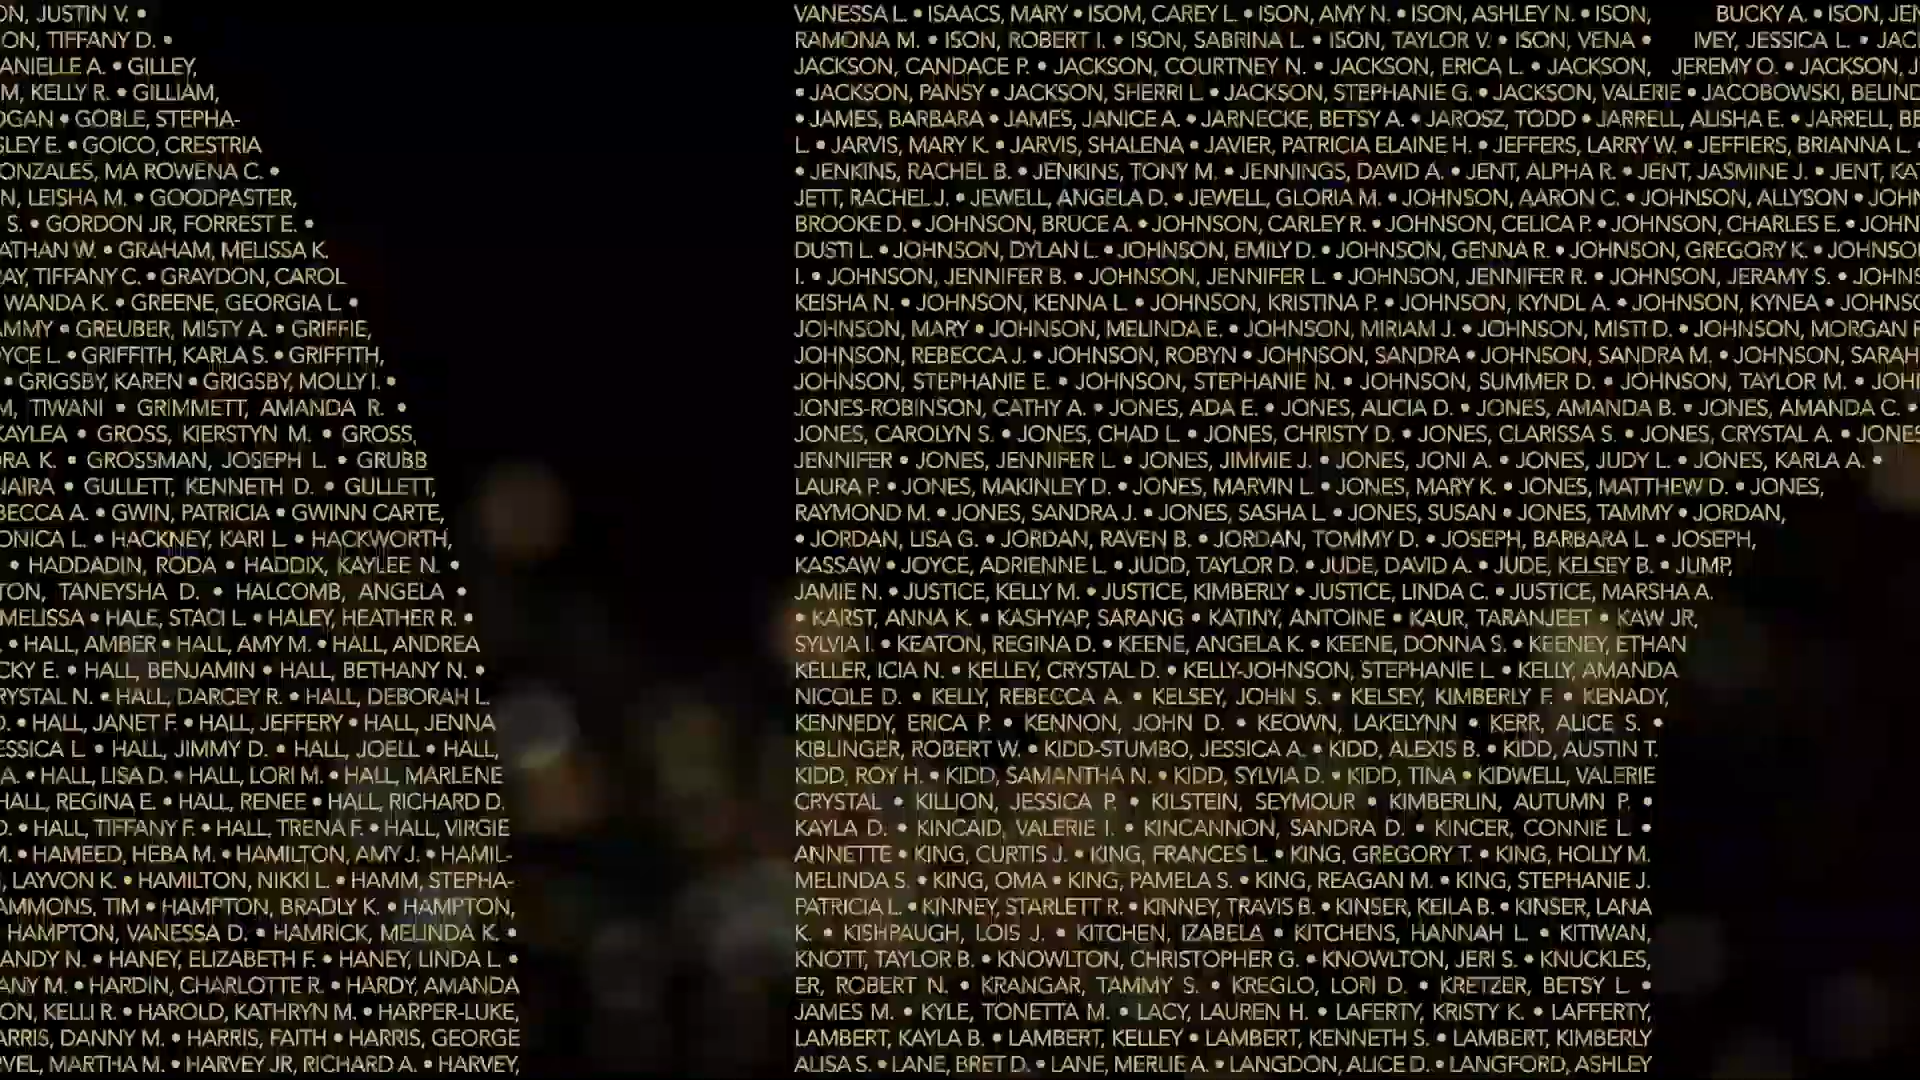 ON, JUSTIN V. •
ON, TIFFANY D. •
ANIELLE A. • GILLEY,
M, KELLY R. • GILLIAM,
OGAN • GOBLE, STEPHA-
SLEY E. • GOICO, CRESTRIA
ONZALES, MA ROWENA C. •
N, LEISHA M. • GOODPASTER,
S. • GORDON JR, FORREST E. •
ATHAN W. • GRAHAM, MELISSA K.
AY, TIFFANY C. • GRAYDON, CAROL
WANDA K. • GREENE, GEORGIA L. •
AMMY • GREUBER, MISTY A. • GRIFFIE,
YCE L. • GRIFFITH, KARLA S. • GRIFFITH,
• GRIGSBY, KAREN • GRIGSBY, MOLLY I. •
M, TIWANI • GRIMMETT, AMANDA R. •
KAYLEA • GROSS, KIERSTYN M. • GROSS,
RA K. • GROSSMAN, JOSEPH L. • GRUBB
NAIRA • GULLETT, KENNETH D. • GULLETT,
BECCA A. • GWIN, PATRICIA • GWINN CARTE,
ONICA L. • HACKNEY, KARI L. • HACKWORTH,
• HADDADIN, RODA • HADDIX, KAYLEE N. •
TON, TANEYSHA D. • HALCOMB, ANGELA •
MELISSA • HALE, STACI L. • HALEY, HEATHER R. •
• HALL, AMBER • HALL, AMY M. • HALL, ANDREA
CKY E. • HALL, BENJAMIN • HALL, BETHANY N. •
RYSTAL N. • HALL, DARCEY R. • HALL, DEBORAH L.
D. • HALL, JANET F. • HALL, JEFFERY • HALL, JENNA
ESSICA L. • HALL, JIMMY D. • HALL, JOELL • HALL,
A. • HALL, LISA D. • HALL, LORI M. • HALL, MARLENE
HALL, REGINA E. • HALL, RENEE • HALL, RICHARD D.
D. • HALL, TIFFANY F. • HALL, TRENA F. • HALL, VIRGIE
M. • HAMEED, HEBA M. • HAMILTON, AMY J. • HAMIL-
, LAYVON K. • HAMILTON, NIKKI L. • HAMM, STEPHA-
AMMONS, TIM • HAMPTON, BRADLY K. • HAMPTON,
HAMPTON, VANESSA D. • HAMRICK, MELINDA K. •
ANDY N. • HANEY, ELIZABETH F. • HANEY, LINDA L. •
ANY M. • HARDIN, CHARLOTTE R. • HARDY, AMANDA
ON, KELLI R. • HAROLD, KATHRYN M. • HARPER-LUKE,
ARRIS, DANNY M. • HARRIS, FAITH • HARRIS, GEORGE
RVEL, MARTHA M. • HARVEY JR, RICHARD A. • HARVEY,
VANESSA L. • ISAACS, MARY • ISOM, CAREY L. • ISON, AMY N. • ISON, ASHLEY N. • ISON, BUCKY A. • ISON, JEN
RAMONA M. • ISON, ROBERT I. • ISON, SABRINA L. • ISON, TAYLOR V. • ISON, VENA • IVEY, JESSICA L. • JAC
JACKSON, CANDACE P. • JACKSON, COURTNEY N. • JACKSON, ERICA L. • JACKSON, JEREMY O. • JACKSON, J
• JACKSON, PANSY • JACKSON, SHERRI L. • JACKSON, STEPHANIE G. • JACKSON, VALERIE • JACOBOWSKI, BELIND
• JAMES, BARBARA • JAMES, JANICE A. • JARNECKE, BETSY A. • JAROSZ, TODD • JARRELL, ALISHA E. • JARRELL, BE
L. • JARVIS, MARY K. • JARVIS, SHALENA • JAVIER, PATRICIA ELAINE H. • JEFFERS, LARRY W. • JEFFIERS, BRIANNA L. •
• JENKINS, RACHEL B. • JENKINS, TONY M. • JENNINGS, DAVID A. • JENT, ALPHA R. • JENT, JASMINE J. • JENT, KAT
JETT, RACHEL J. • JEWELL, ANGELA D. • JEWELL, GLORIA M. • JOHNSON, AARON C. • JOHNSON, ALLYSON • JOHN
BROOKE D. • JOHNSON, BRUCE A. • JOHNSON, CARLEY R. • JOHNSON, CELICA P. • JOHNSON, CHARLES E. • JOHN
DUSTI L. • JOHNSON, DYLAN L. • JOHNSON, EMILY D. • JOHNSON, GENNA R. • JOHNSON, GREGORY K. • JOHNSO
I. • JOHNSON, JENNIFER B. • JOHNSON, JENNIFER L. • JOHNSON, JENNIFER R. • JOHNSON, JERAMY S. • JOHNS
KEISHA N. • JOHNSON, KENNA L. • JOHNSON, KRISTINA P. • JOHNSON, KYNDL A. • JOHNSON, KYNEA • JOHNSO
JOHNSON, MARY • JOHNSON, MELINDA E. • JOHNSON, MIRIAM J. • JOHNSON, MISTI D. • JOHNSON, MORGAN P
JOHNSON, REBECCA J. • JOHNSON, ROBYN • JOHNSON, SANDRA • JOHNSON, SANDRA M. • JOHNSON, SARAH
JOHNSON, STEPHANIE E. • JOHNSON, STEPHANIE N. • JOHNSON, SUMMER D. • JOHNSON, TAYLOR M. • JOH
JONES-ROBINSON, CATHY A. • JONES, ADA E. • JONES, ALICIA D. • JONES, AMANDA B. • JONES, AMANDA C. •
JONES, CAROLYN S. • JONES, CHAD L. • JONES, CHRISTY D. • JONES, CLARISSA S. • JONES, CRYSTAL A. • JONES
JENNIFER • JONES, JENNIFER L. • JONES, JIMMIE J. • JONES, JONI A. • JONES, JUDY L. • JONES, KARLA A. •
LAURA P. • JONES, MAKINLEY D. • JONES, MARVIN L. • JONES, MARY K. • JONES, MATTHEW D. • JONES,
RAYMOND M. • JONES, SANDRA J. • JONES, SASHA L. • JONES, SUSAN • JONES, TAMMY • JORDAN,
• JORDAN, LISA G. • JORDAN, RAVEN B. • JORDAN, TOMMY D. • JOSEPH, BARBARA L. • JOSEPH,
KASSAW • JOYCE, ADRIENNE L. • JUDD, TAYLOR D. • JUDE, DAVID A. • JUDE, KELSEY B. • JUMP,
JAMIE N. • JUSTICE, KELLY M. • JUSTICE, KIMBERLY • JUSTICE, LINDA C. • JUSTICE, MARSHA A.
• KARST, ANNA K. • KASHYAP, SARANG • KATINY, ANTOINE • KAUR, TARANJEET • KAW JR,
SYLVIA I. • KEATON, REGINA D. • KEENE, ANGELA K. • KEENE, DONNA S. • KEENEY, ETHAN
KELLER, ICIA N. • KELLEY, CRYSTAL D. • KELLY-JOHNSON, STEPHANIE L. • KELLY, AMANDA
NICOLE D. • KELLY, REBECCA A. • KELSEY, JOHN S. • KELSEY, KIMBERLY F. • KENADY,
KENNEDY, ERICA P. • KENNON, JOHN D. • KEOWN, LAKELYNN • KERR, ALICE S. •
KIBLINGER, ROBERT W. • KIDD-STUMBO, JESSICA A. • KIDD, ALEXIS B. • KIDD, AUSTIN T.
KIDD, ROY H. • KIDD, SAMANTHA N. • KIDD, SYLVIA D. • KIDD, TINA • KIDWELL, VALERIE
CRYSTAL • KILLION, JESSICA P. • KILSTEIN, SEYMOUR • KIMBERLIN, AUTUMN P. •
KAYLA D. • KINCAID, VALERIE I. • KINCANNON, SANDRA D. • KINCER, CONNIE L. •
ANNETTE • KING, CURTIS J. • KING, FRANCES L. • KING, GREGORY T. • KING, HOLLY M.
MELINDA S. • KING, OMA • KING, PAMELA S. • KING, REAGAN M. • KING, STEPHANIE J.
PATRICIA L. • KINNEY, STARLETT R. • KINNEY, TRAVIS B. • KINSER, KEILA B. • KINSER, LANA
K. • KISHPAUGH, LOIS J. • KITCHEN, IZABELA • KITCHENS, HANNAH L. • KITIWAN,
KNOTT, TAYLOR B. • KNOWLTON, CHRISTOPHER G. • KNOWLTON, JERI S. • KNUCKLES,
ER, ROBERT N. • KRANGAR, TAMMY S. • KREGLO, LORI D. • KRETZER, BETSY L. •
JAMES M. • KYLE, TONETTA M. • LACY, LAUREN H. • LAFERTY, KRISTY K. • LAFFERTY,
LAMBERT, KAYLA B. • LAMBERT, KELLEY • LAMBERT, KENNETH S. • LAMBERT, KIMBERLY
ALISA S. • LANE, BRET D. • LANE, MERLIE A. • LANGDON, ALICE D. • LANGFORD, ASHLEY